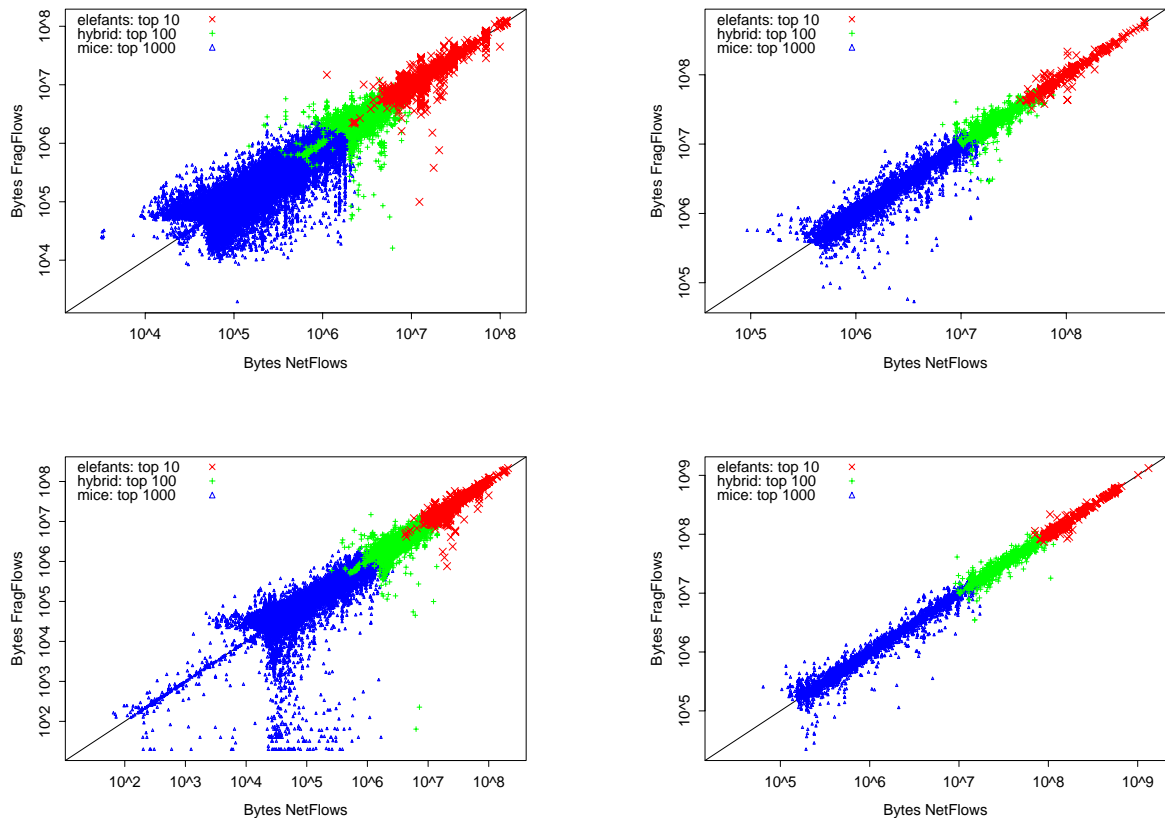 elefants: top 10
hybrid: top 100
mice: top 1000
Bytes FragFlows
10^8
10^7
10^6
10^5
10^4
10^4 10^5 10^6 10^7 10^8
Bytes NetFlows
elefants: top 10
hybrid: top 100
mice: top 1000
Bytes FragFlows
10^8
10^7
10^6
10^5
10^5 10^6 10^7 10^8
Bytes NetFlows
elefants: top 10
hybrid: top 100
mice: top 1000
Bytes FragFlows
10^8
10^7
10^6
10^5
10^4
10^3
10^2
10^2 10^3 10^4 10^5 10^6 10^7 10^8
Bytes NetFlows
elefants: top 10
hybrid: top 100
mice: top 1000
Bytes FragFlows
10^9
10^8
10^7
10^6
10^5
10^5 10^6 10^7 10^8 10^9
Bytes NetFlows